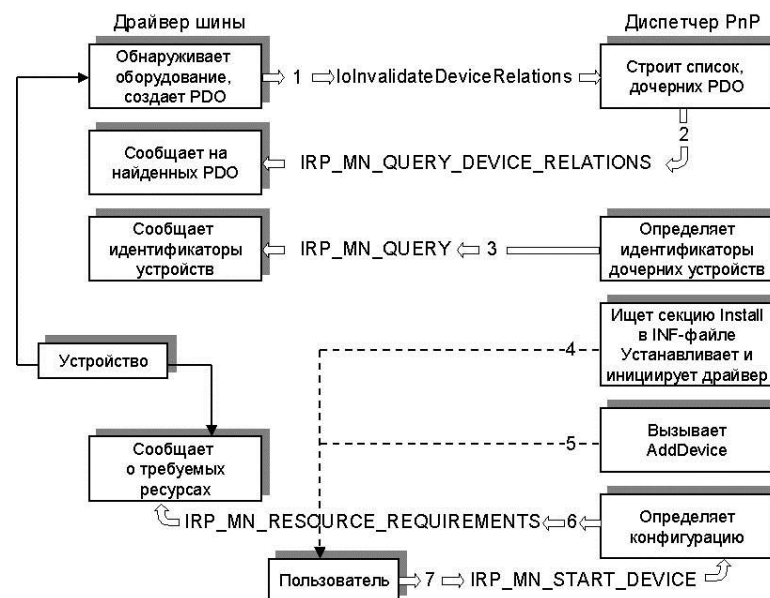 Драйвер шины
Диспетчер PnP
Обнаруживает
оборудование,
создает PDO
1
IoInvalidateDeviceRelations
Строит список,
дочерних PDO
2
Сообщает на
найденных PDO
IRP_MN_QUERY_DEVICE_RELATIONS
Сообщает
идентификаторы
устройств
IRP_MN_QUERY
3
Определяет
идентификаторы
дочерних устройств
Ищет секцию Install
в INF-файле
Устанавливает и
инициирует драйвер
4
Устройство
5
Вызывает
AddDevice
Сообщает
о требуемых
ресурсах
IRP_MN_RESOURCE_REQUIREMENTS
6
Определяет
конфигурацию
Пользователь
7
IRP_MN_START_DEVICE